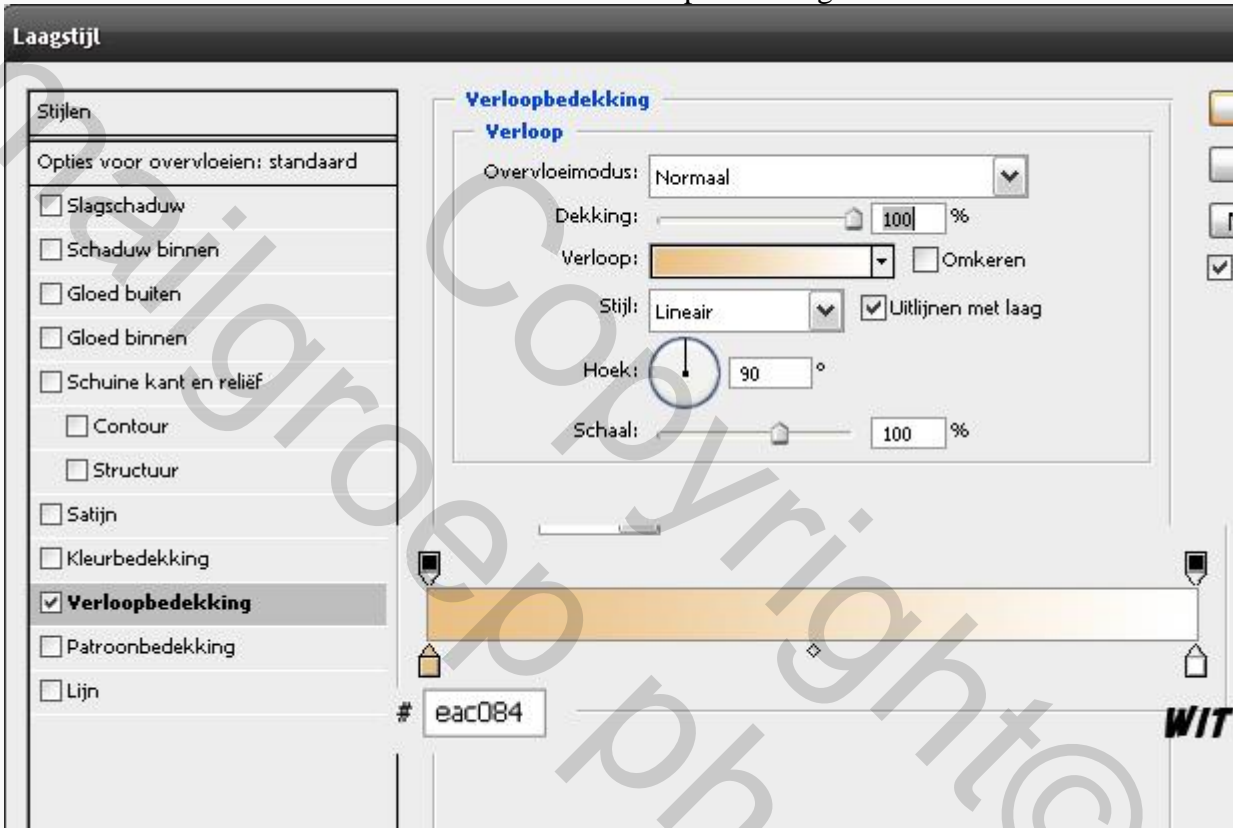 Laagstijl
Stijlen
Opties voor overvloeien: standaard
Slagschaduw
Schaduw binnen
Gloed buiten
Gloed binnen
Schuine kant en reliëf
Contour
Structuur
Satijn
Kleurbedekking
Verloopbedekking
Patroonbedekking
Lijn
Verloopbedekking
Verloop
Overvloeimodus: Normaal
Dekking: 100 %
Verloop: Omkeren
Stijl: Lineair Uitlijnen met laag
Hoek: 90 °
Schaal: 100 %
# eac084
WIT
Copyright©